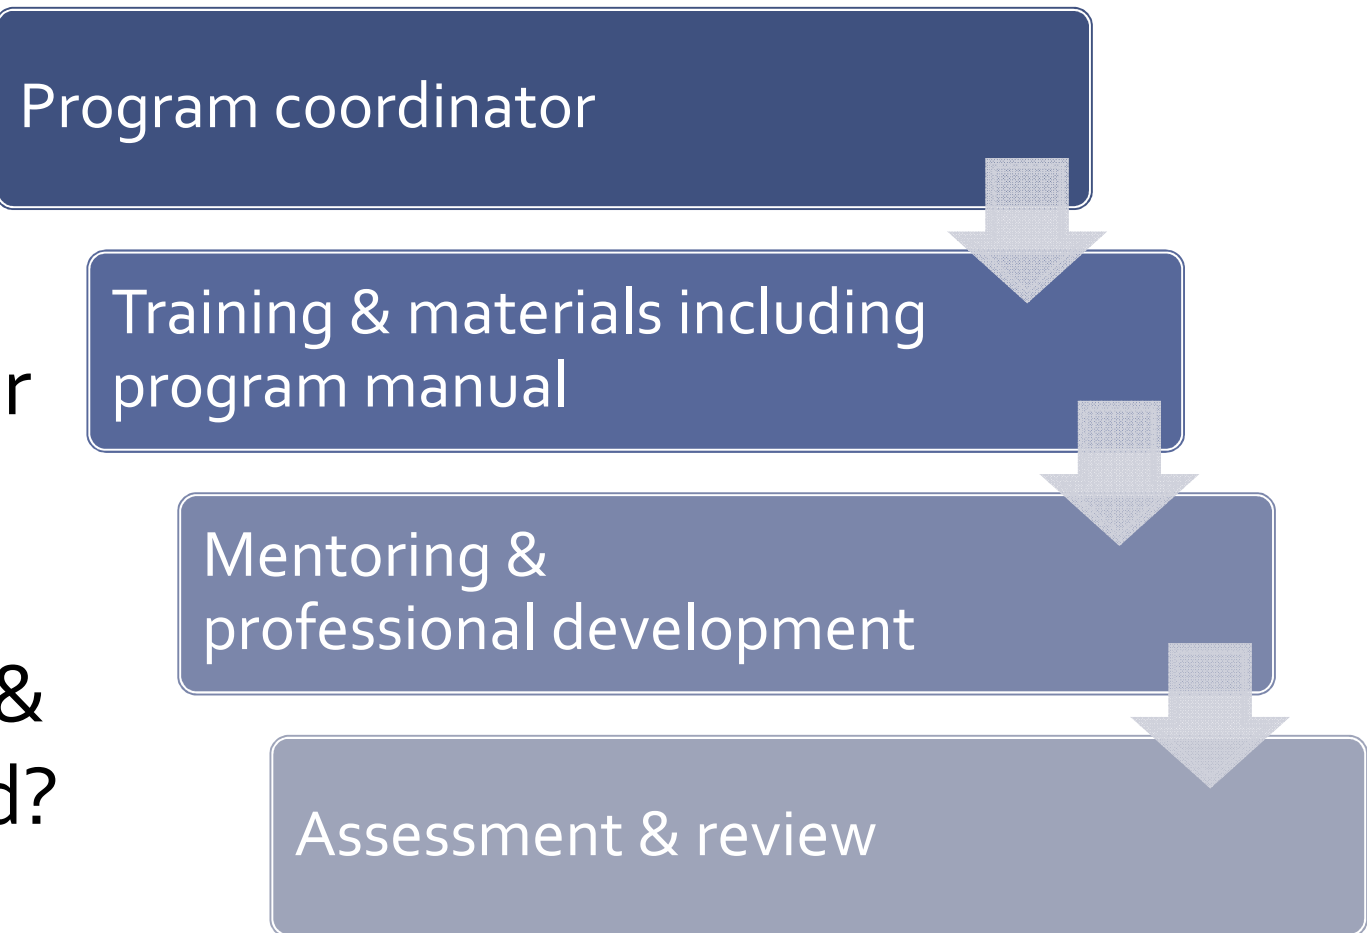 Program coordinator
Training & materials including
program manual
r
Mentoring &
professional development
&
d?
Assessment & review